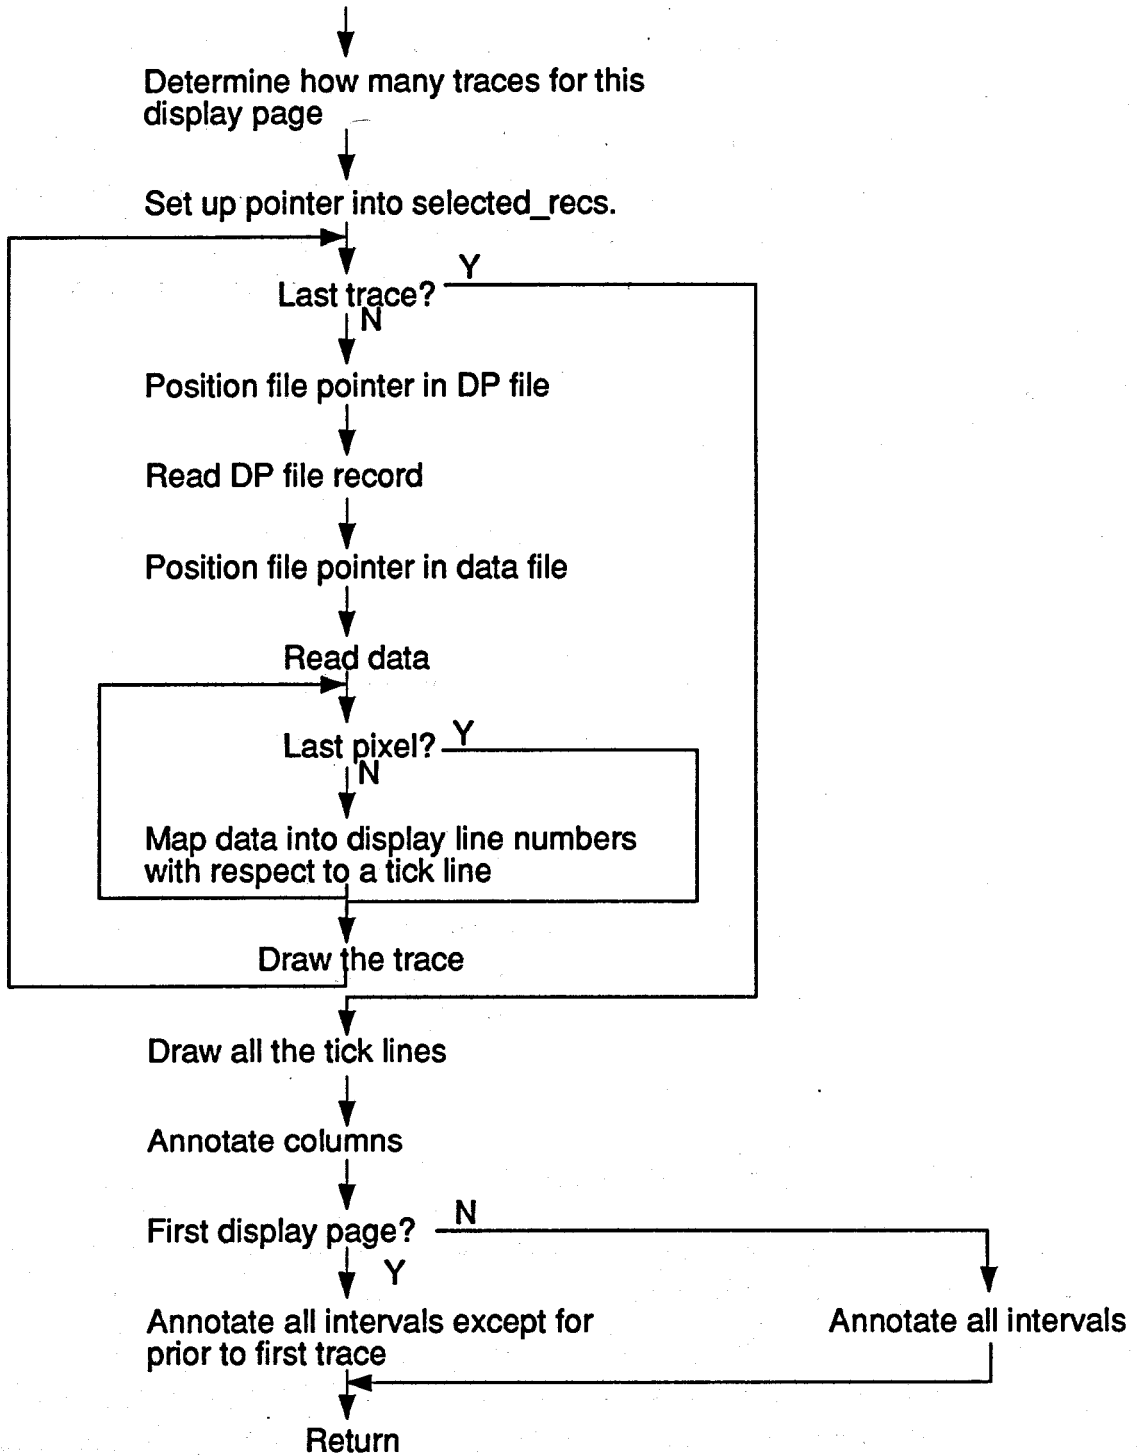 Determine how many traces for this
display page
Set up pointer into selected_recs.
Y
Last trace?
N
Position file pointer in DP file
Read DP file record
Position file pointer in data file
Read data
Y
Last pixel?
N
Map data into display line numbers
with respect to a tick line
Draw the trace
Draw all the tick lines
Annotate columns
N
First display page?
Y
Annotate all intervals except for
prior to first trace
Annotate all intervals
Return